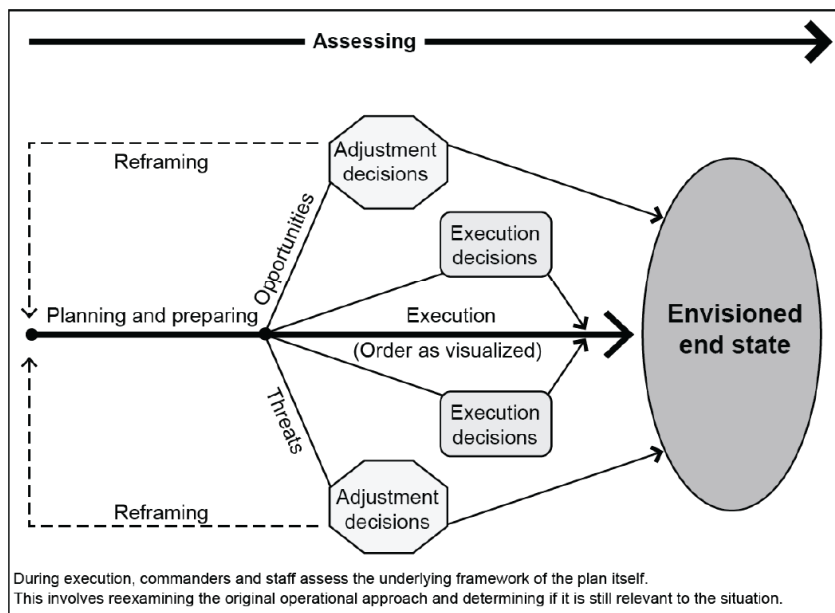 Assessing
Reframing
Adjustment
decisions
Opportunities
Execution
decisions
Planning and preparing
Execution
(Order as visualized)
Envisioned
end state
Threats
Execution
decisions
Reframing
Adjustment
decisions
During execution, commanders and staff assess the underlying framework of the plan itself.
This involves reexamining the original operational approach and determining if it is still relevant to the situation.